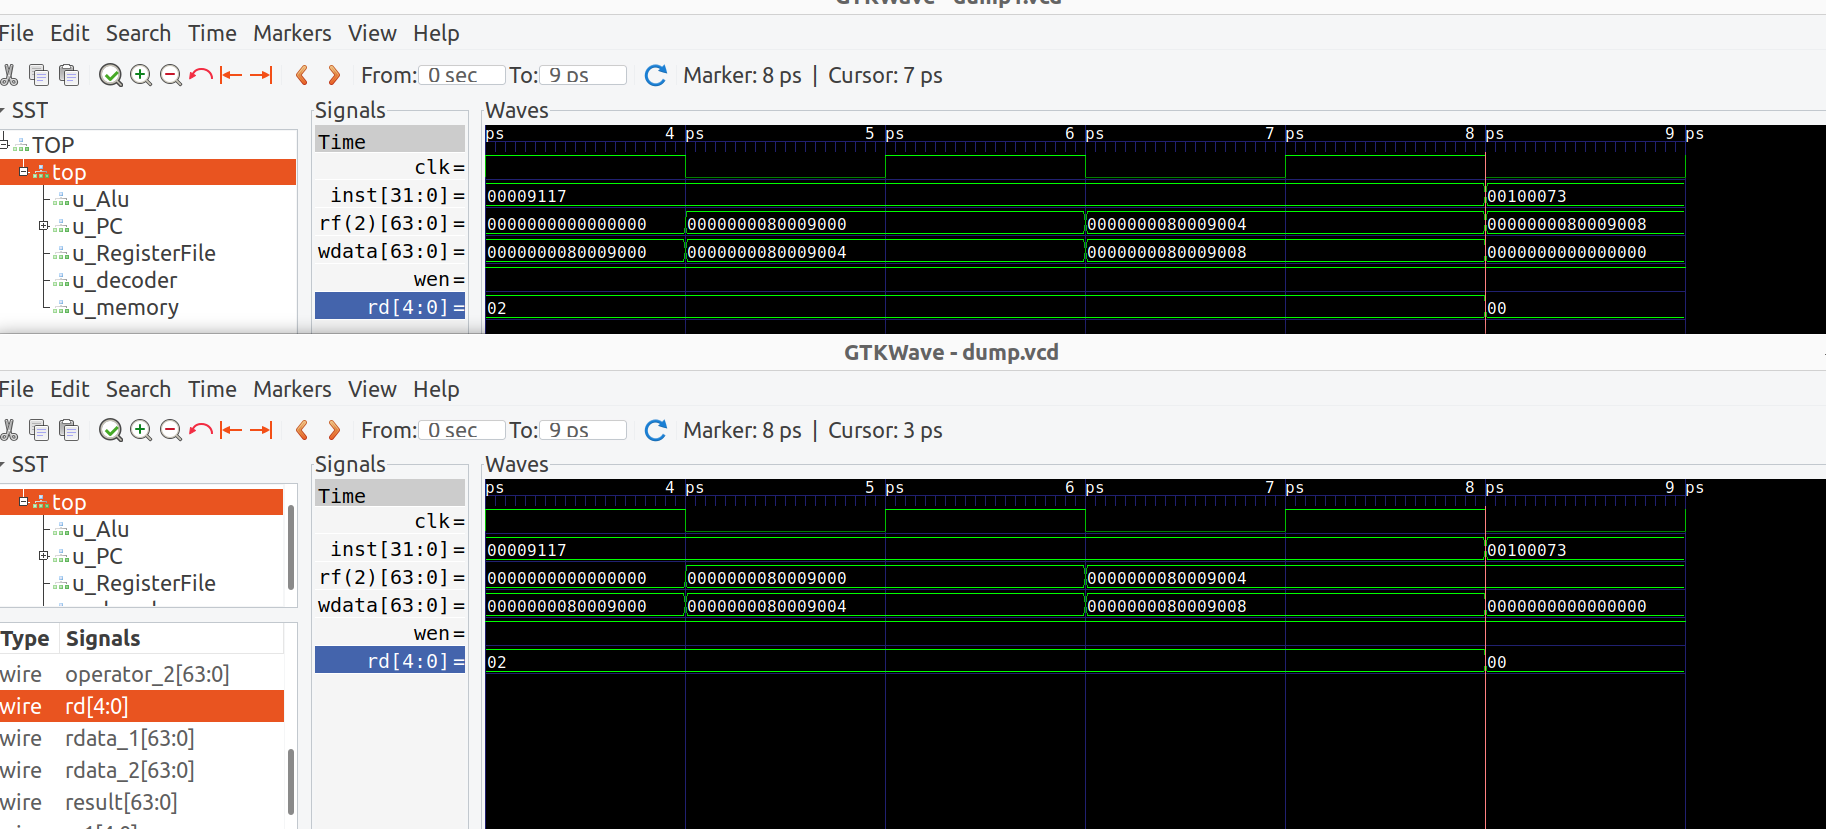 GTKWave - dump1.vcd
File Edit Search Time Markers View Help
From: 0 sec To: 9 ps Marker: 8 ps | Cursor: 7 ps
SST
TOP
top
u_Alu
u_PC
u_RegisterFile
u_decoder
u_memory
Signals
Time
clk=
inst[31:0]=
rf(2)[63:0]=
wdata[63:0]=
wen=
rd[4:0]=
Waves
ps 4 ps 5 ps 6 ps 7 ps 8 ps 9 ps
00009117 00100073
0000000000000000 0000000080009000 0000000080009004 0000000080009008
0000000080009000 0000000080009004 0000000080009008 0000000000000000
02 00
GTKWave - dump.vcd
File Edit Search Time Markers View Help
From: 0 sec To: 9 ps Marker: 8 ps | Cursor: 3 ps
SST
top
u_Alu
u_PC
u_RegisterFile
Type Signals
wire operator_2[63:0]
wire rd[4:0]
wire rdata_1[63:0]
wire rdata_2[63:0]
wire result[63:0]
Signals
Time
clk=
inst[31:0]=
rf(2)[63:0]=
wdata[63:0]=
wen=
rd[4:0]=
Waves
ps 4 ps 5 ps 6 ps 7 ps 8 ps 9 ps
00009117 00100073
0000000000000000 0000000080009000 0000000080009004
0000000080009000 0000000080009004 0000000080009008 0000000000000000
02 00